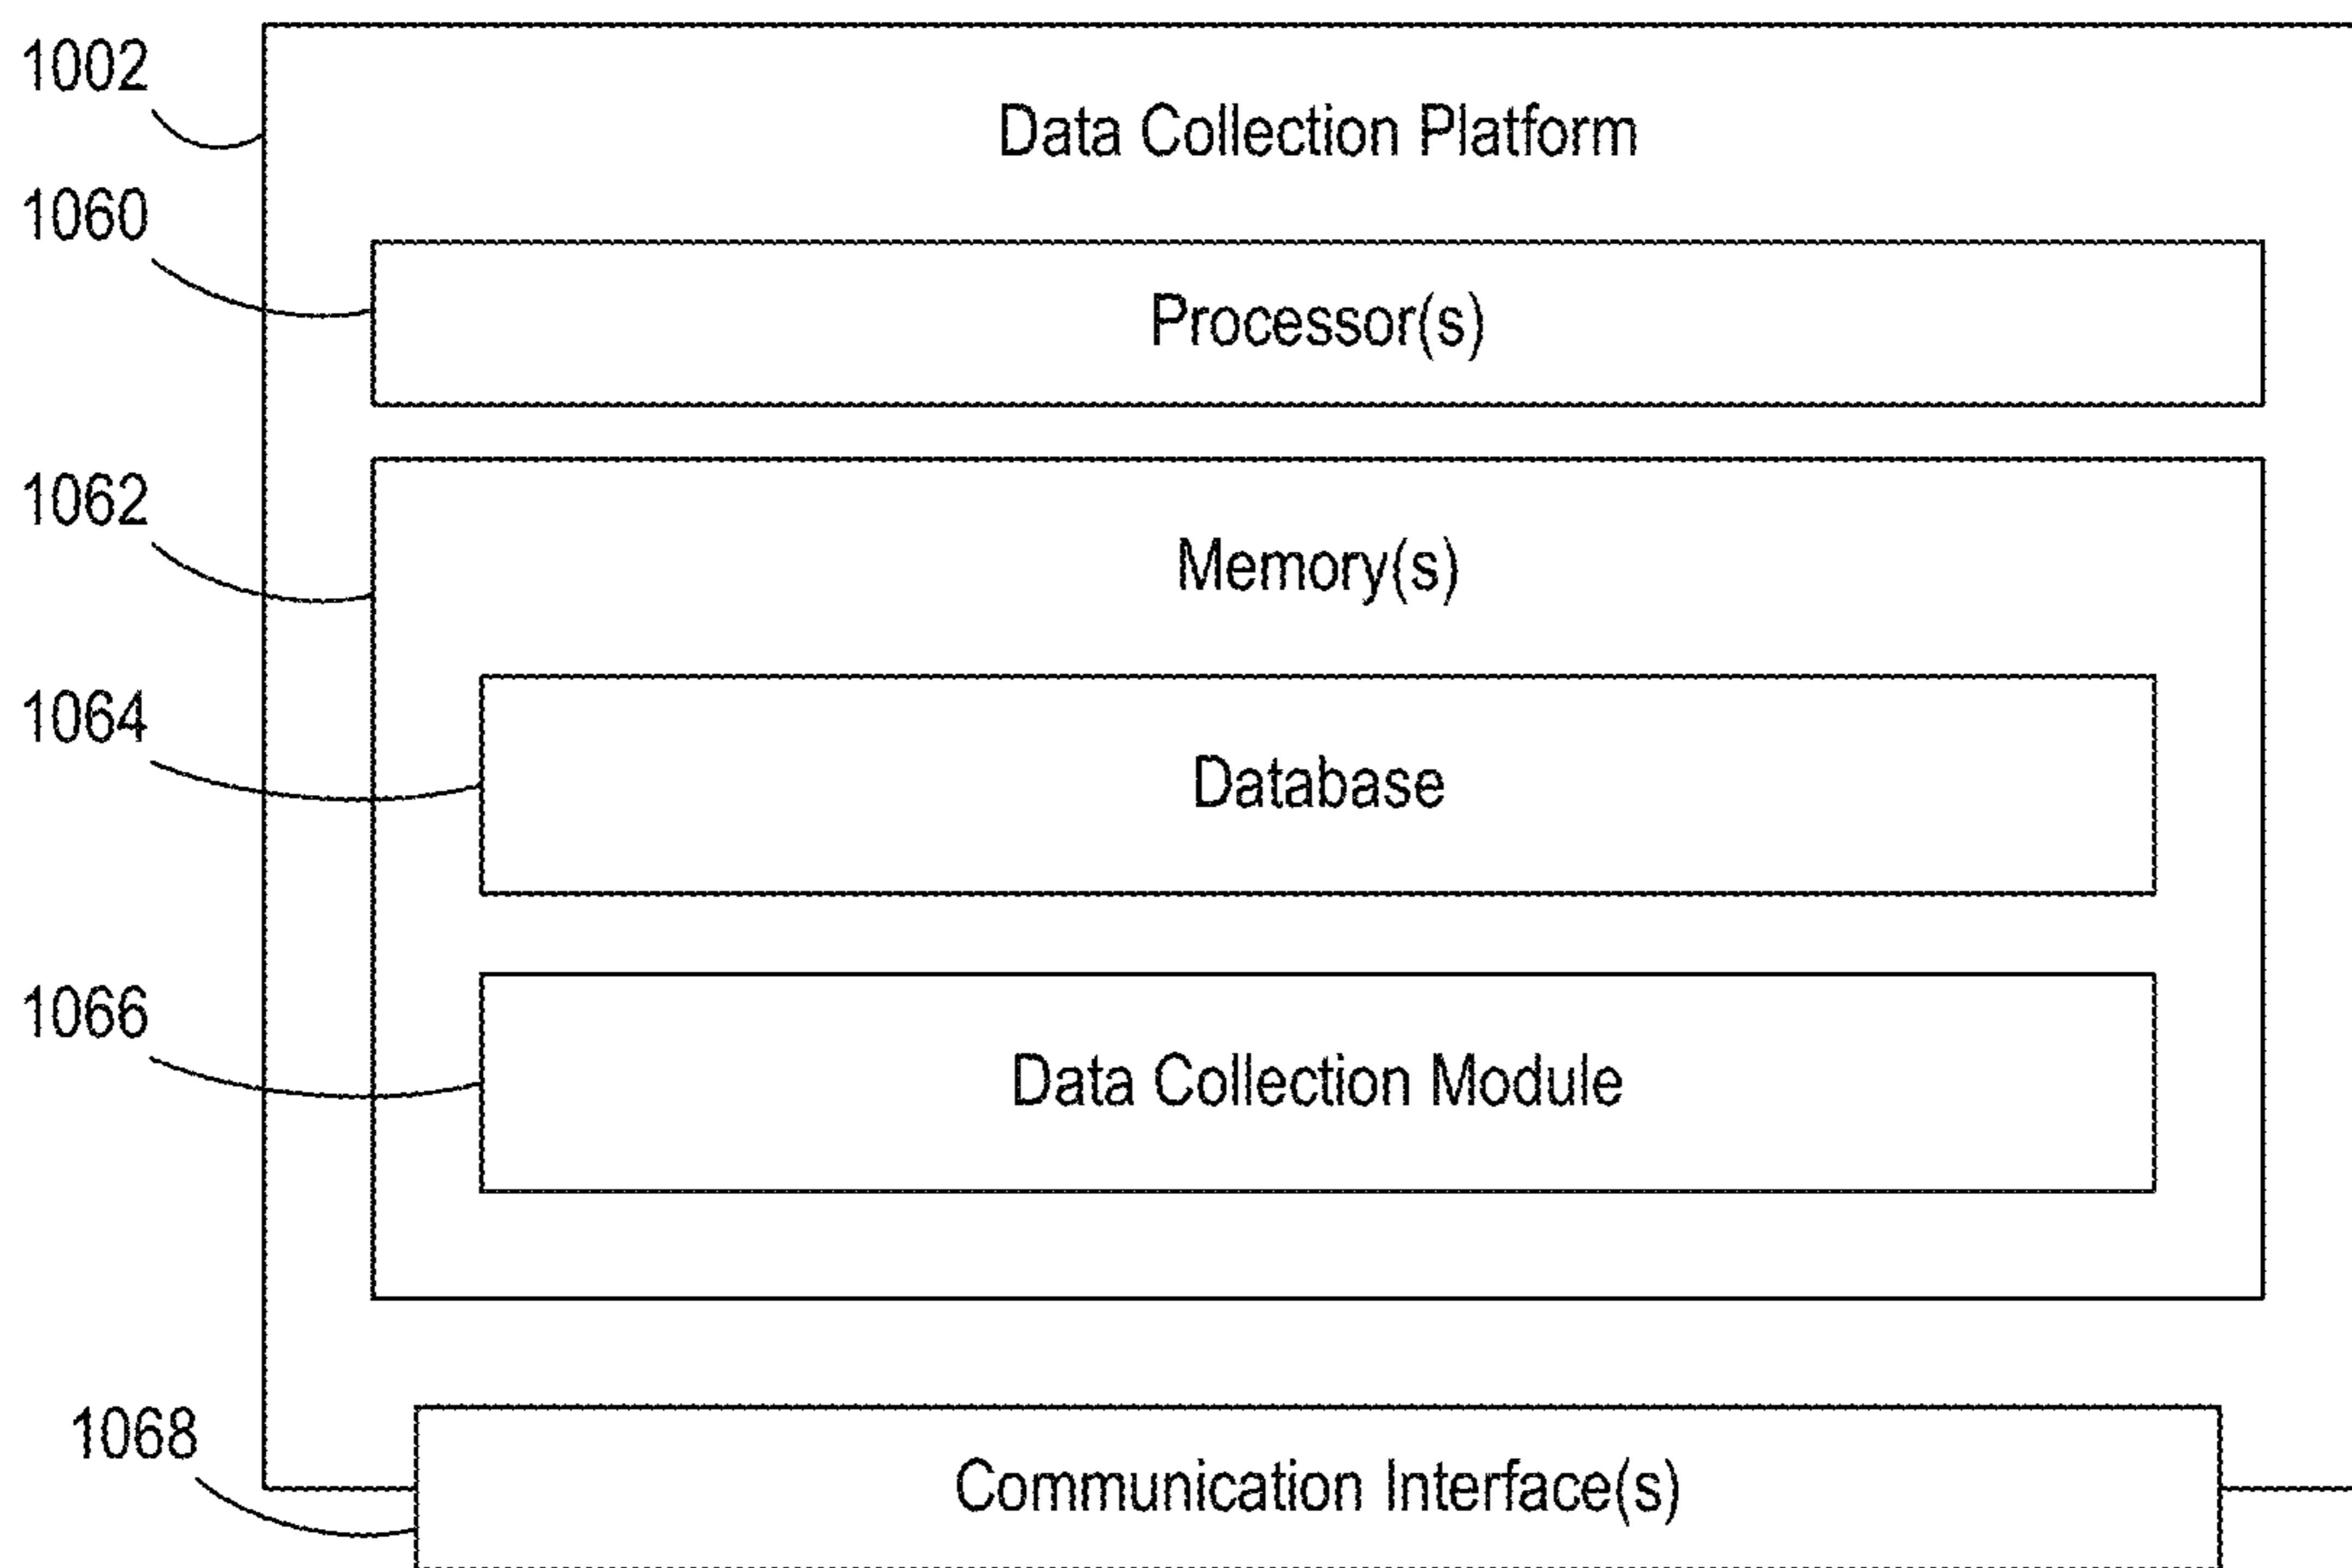 1002
Data Collection Platform
1060
Processor(s)
1062
Memory(s)
1064
Database
1066
Data Collection Module
1068
Communication Interface(s)